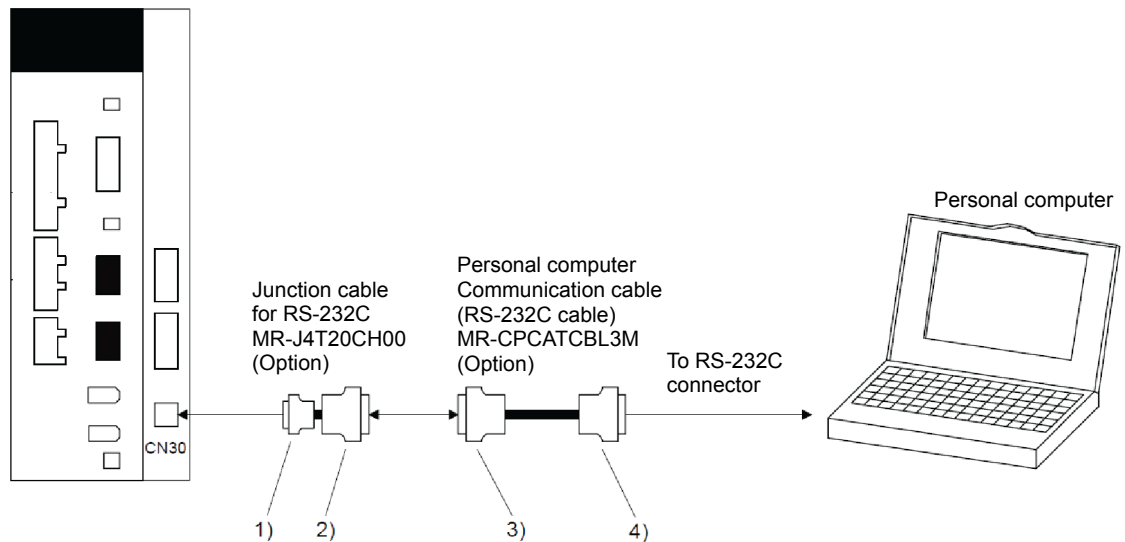 Personal computer
Junction cable
for RS-232C
MR-J4T20CH00
(Option)
Personal computer
Communication cable
(RS-232C cable)
MR-CPCATCBL3M
(Option)
To RS-232C
connector
CN30
1)
2)
3)
4)